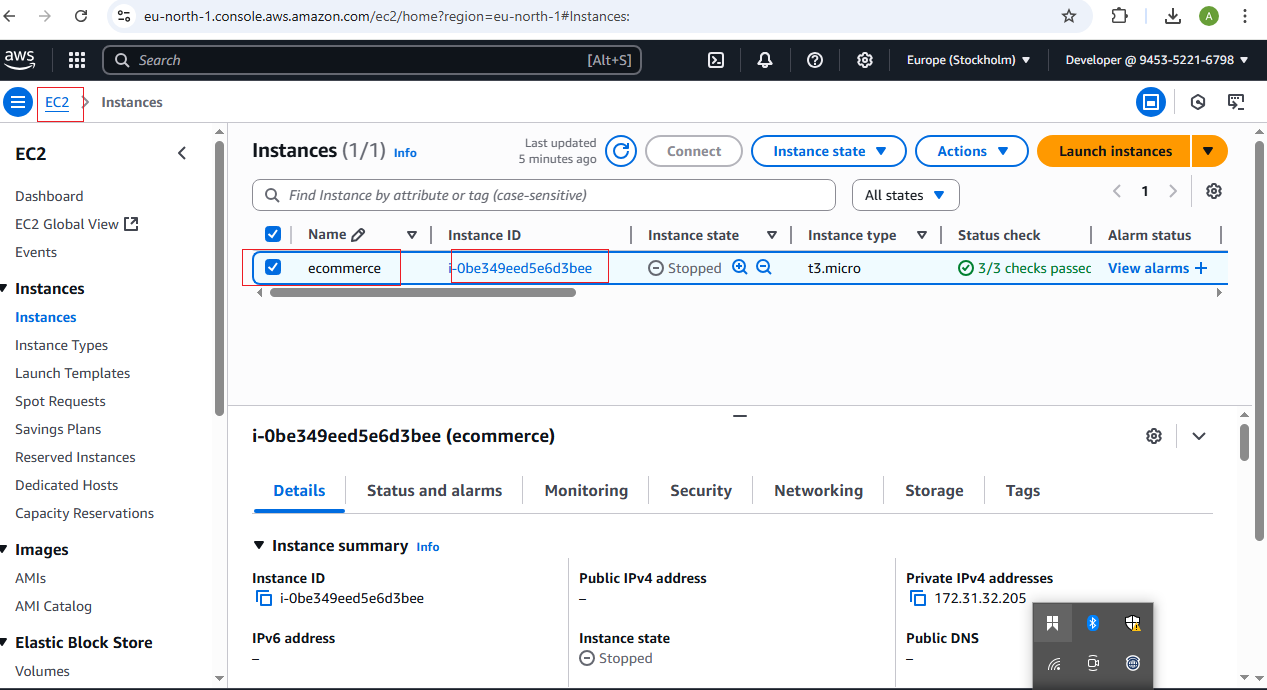 eu-north-1.console.aws.amazon.com/ec2/home?region=eu-north-1#Instances:
A
aws
Search
[Alt+S]
Europe (Stockholm)
Developer @ 9453-5221-6798
EC2
Instances
EC2
Dashboard
EC2 Global View
Events
Instances
Instances
Instance Types
Launch Templates
Spot Requests
Savings Plans
Reserved Instances
Dedicated Hosts
Capacity Reservations
Images
AMIs
AMI Catalog
Elastic Block Store
Volumes
Instances (1/1) Info
Last updated
5 minutes ago
Connect
Instance state
Actions
Launch instances
Find Instance by attribute or tag (case-sensitive)
All states
1
Name Instance ID Instance state Instance type Status check Alarm status
ecommerce i-0be349eed5e6d3bee Stopped t3.micro 3/3 checks passec View alarms +
i-0be349eed5e6d3bee (ecommerce)
Details Status and alarms Monitoring Security Networking Storage Tags
Instance summary Info
Instance ID
i-0be349eed5e6d3bee
Public IPv4 address
–
Private IPv4 addresses
172.31.32.205
IPv6 address
–
Instance state
Stopped
Public DNS
–